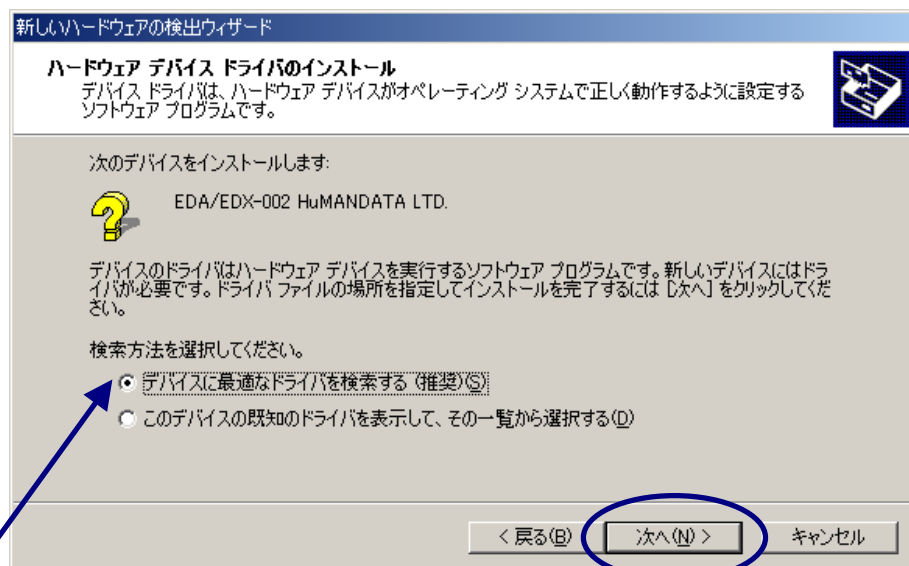 新しいハードウェアの検出ウィザード
ハードウェア デバイス ドライバのインストール
デバイス ドライバは、ハードウェア デバイスがオペレーティング システムで正しく動作するように設定する
ソフトウェア プログラムです。
次のデバイスをインストールします:
EDA/EDX-002 HuMANDATA LTD.
デバイスのドライバはハードウェア デバイスを実行するソフトウェア プログラムです。新しいデバイスにはドラ
イバが必要です。ドライバ ファイルの場所を指定してインストールを完了するには [次へ] をクリックしてくだ
さい。
検索方法を選択してください。
デバイスに最適なドライバを検索する (推奨)(S)
このデバイスの既知のドライバを表示して、その一覧から選択する(D)
< 戻る(B) 次へ(N) > キャンセル